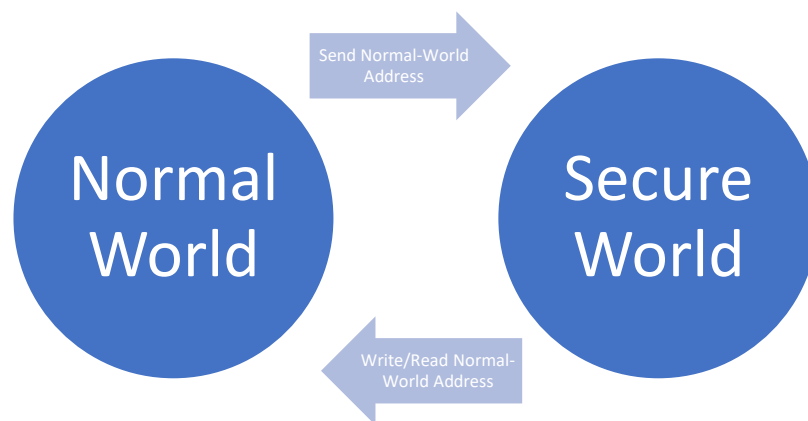 Send Normal-World
Address
Normal
World
Secure
World
Write/Read Normal-
World Address